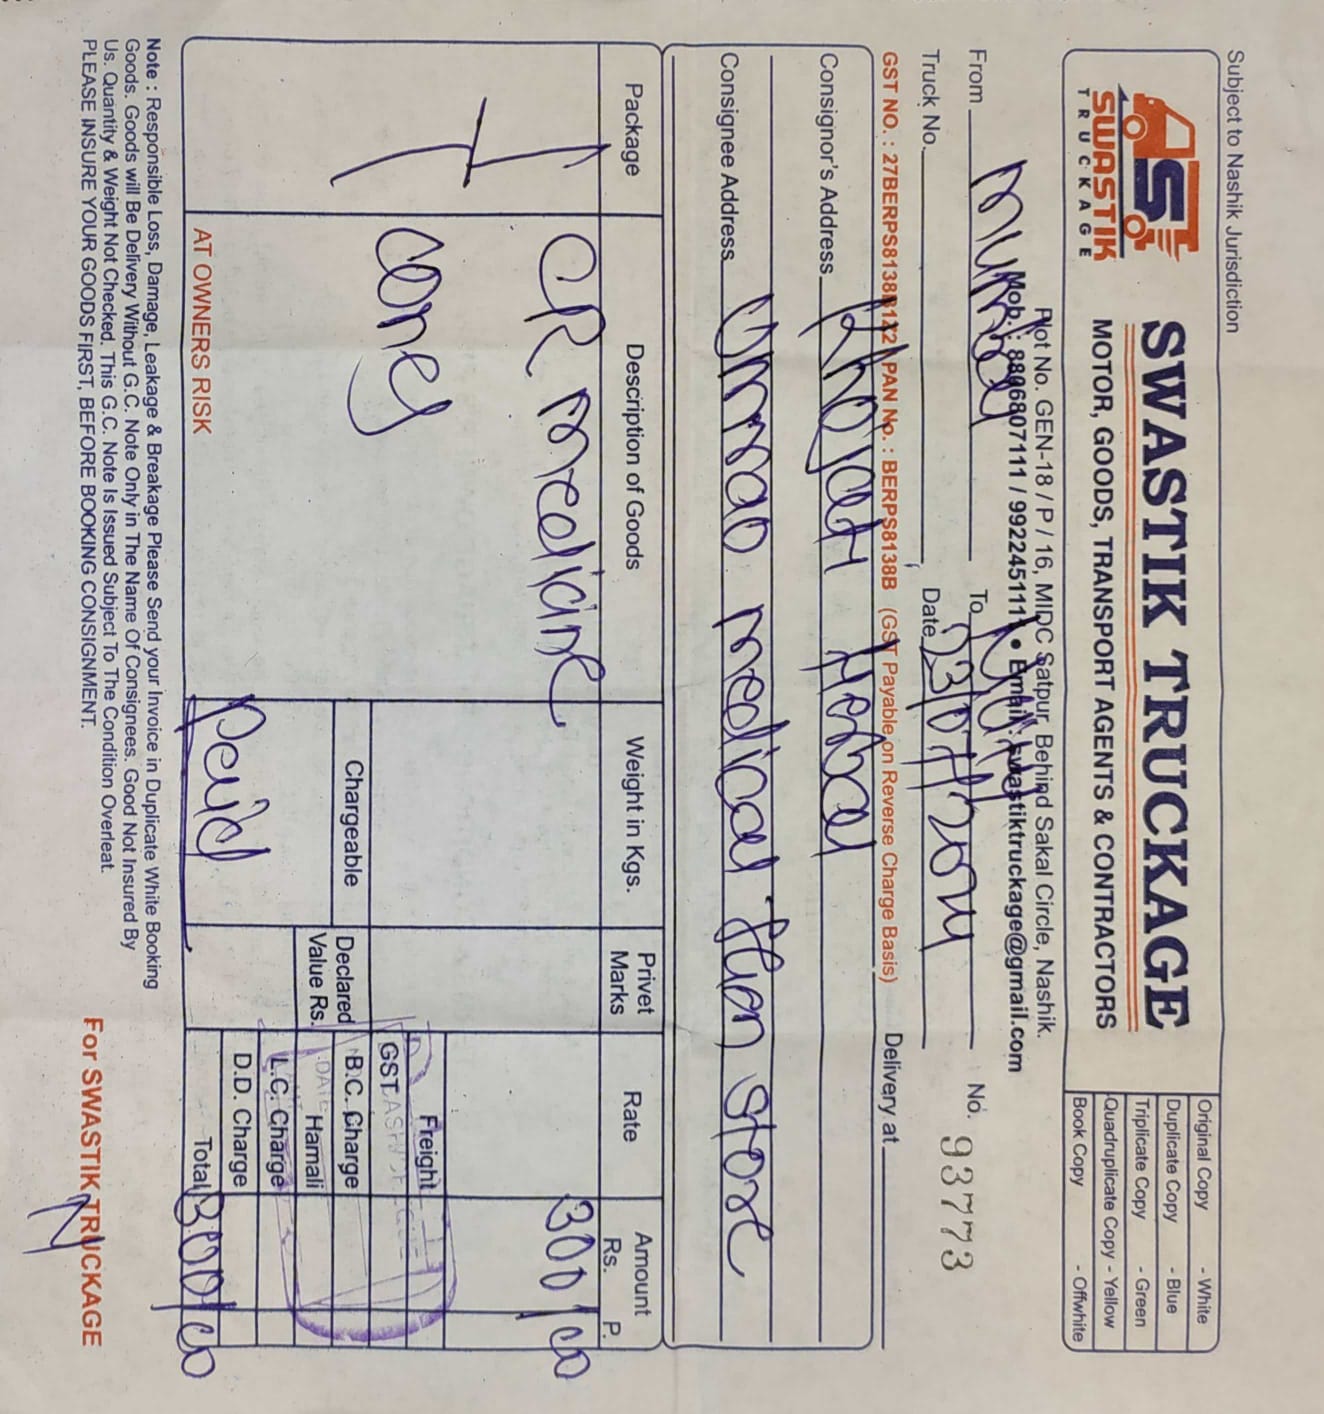 Subject to Nashik Jurisdiction
SWASTIK
TRUCKAGE
SWASTIK TRUCKAGE
MOTOR, GOODS, TRANSPORT AGENTS & CONTRACTORS
Original Copy - White
Duplicate Copy - Blue
Triplicate Copy - Green
Quadruplicate Copy - Yellow
Book Copy - Offwhite
Plot No. GEN-18 / P / 16, MIDC Satpur, Behind Sakal Circle, Nashik.
Mob.: 8806807111 / 9922451111 • Email : swastiktruckage@gmail.com
From Mumbai To No. 93773
Truck No. Date 23/07/2024
GST NO. : 27BERPS8138B1Z2 PAN No. : BERPS8138B (GST Payable on Reverse Charge Basis) Delivery at
Consignor's Address Khojati Herbal
Consignee Address Ummao medical store
Package Description of Goods Weight in Kgs. Privet Marks Rate Amount Rs. P.
1 CR medicine 300/00
Freight
GST
Chargeable Declared Value Rs. B.C. Charge
Hamali
L.C. Charge
D.D. Charge
AT OWNERS RISK Paid Total 300/00
Note : Responsible Loss, Damage, Leakage & Breakage Please Send your Invoice in Duplicate White Booking
Goods. Goods will Be Delivery Without G.C. Note Only in The Name Of Consignees. Good Not Insured By
Us. Quantity & Weight Not Checked. This G.C. Note Is Issued Subject To The Condition Overleat.
PLEASE INSURE YOUR GOODS FIRST, BEFORE BOOKING CONSIGNMENT.
For SWASTIK TRUCKAGE